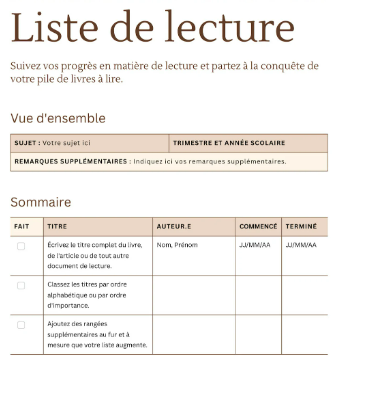 Liste de lecture
Suivez vos progrès en matière de lecture et partez à la conquête de
votre pile de livres à lire.
Vue d'ensemble
SUJET : Votre sujet ici
TRIMESTRE ET ANNÉE SCOLAIRE
REMARQUES SUPPLÉMENTAIRES : Indiquez ici vos remarques supplémentaires.
Sommaire
FAIT TITRE AUTEUR.E COMMENCÉ TERMINÉ
Écrivez le titre complet du livre, Nom, Prénom JJ/MM/AA JJ/MM/AA
de l'article ou de tout autre
document de lecture.
Classez les titres par ordre
alphabétique ou par ordre
d'importance.
Ajoutez des rangées
supplémentaires au fur et à
mesure que votre liste augmente.